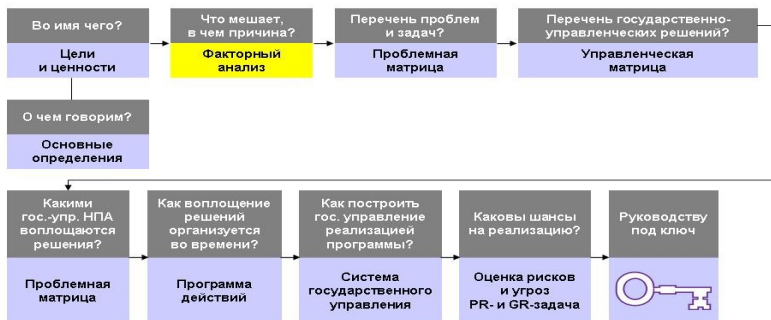 Во имя чего?
Цели
и ценности
Что мешает,
в чем причина?
Факторный
анализ
Перечень проблем
и задач?
Проблемная
матрица
Перечень государственно-
управленческих решений?
Управленческая
матрица
О чем говорим?
Основные
определения
Какими
гос.-упр. НПА
воплощаются
решения?
Проблемная
матрица
Как воплощение
решений
организуется
во времени?
Программа
действий
Как построить
гос. управление
реализацией
программы?
Система
государственного
управления
Каковы шансы
на реализацию?
Оценка рисков
и угроз
PR- и GR-задача
Руководству
под ключ